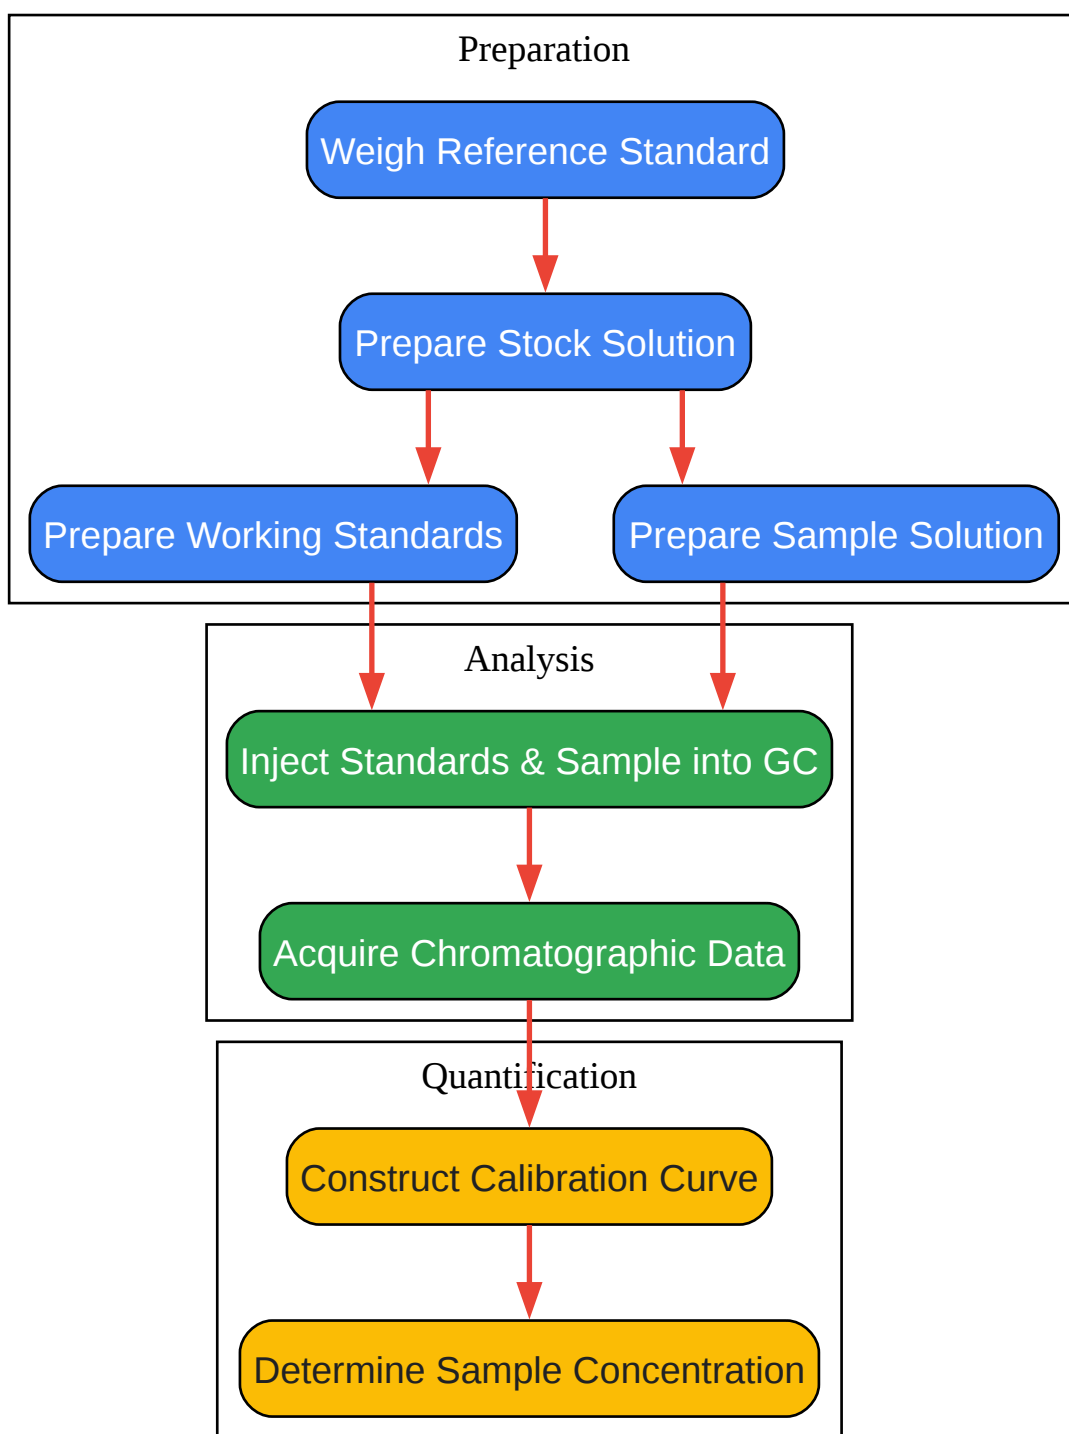 Preparation
Weigh Reference Standard
Prepare Stock Solution
Prepare Working Standards
Prepare Sample Solution
Analysis
Inject Standards & Sample into GC
Acquire Chromatographic Data
Quantification
Construct Calibration Curve
Determine Sample Concentration